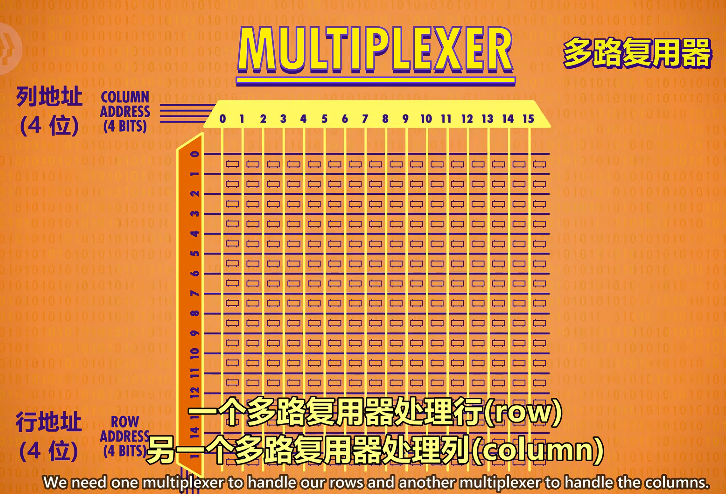 MULTIPLEXER
多路复用器
列地址
(4 位)
COLUMN
ADDRESS
(4 BITS)
0 1 2 3 4 5 6 7 8 9 10 11 12 13 14 15
0
1
2
3
4
5
6
7
8
9
10
11
12
14
行地址
(4 位)
ROW
ADDRESS
(4 BITS)
一个多路复用器处理行(row)
另一个多路复用器处理列(column)
We need one multiplexer to handle our rows and another multiplexer to handle the columns.